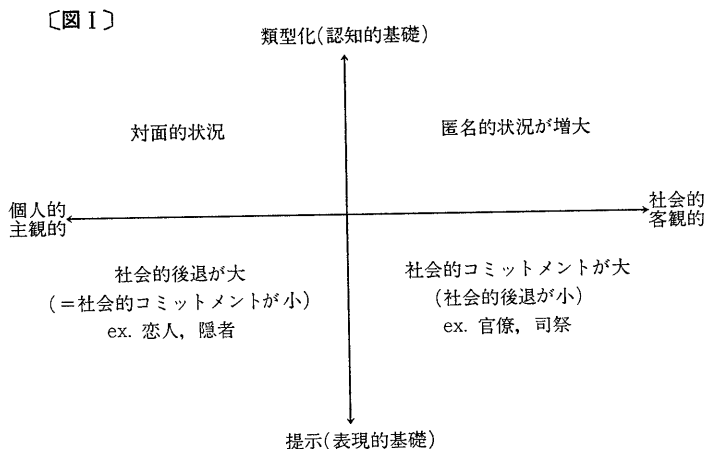 〔図Ⅰ〕
類型化(認知的基礎)
対面的状況
匿名的状況が増大
個人的
主観的
社会的
客観的
社会的後退が大
(＝社会的コミットメントが小)
ex. 恋人，隠者
社会的コミットメントが大
(社会的後退が小)
ex. 官僚，司祭
提示(表現的基礎)